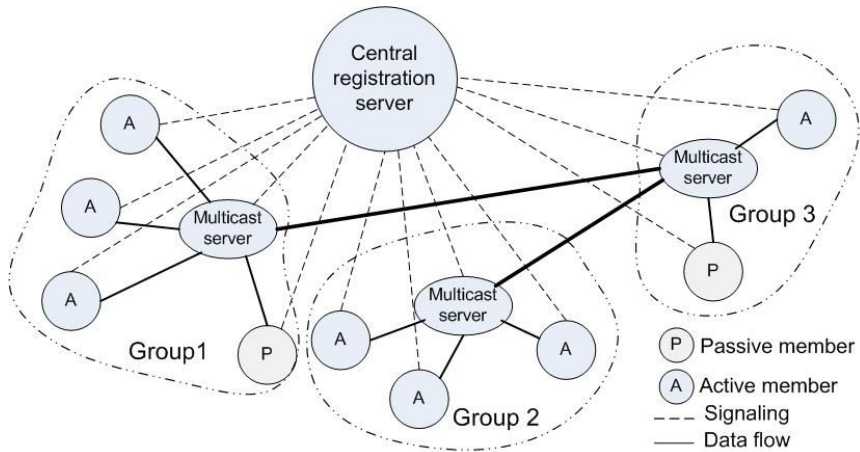 Central
registration
server
A
A
A
Multicast
server
P
Group1
A
A
A
Multicast
server
Group 2
A
Multicast
server
Group 3
P
P Passive member
A Active member
Signaling
Data flow